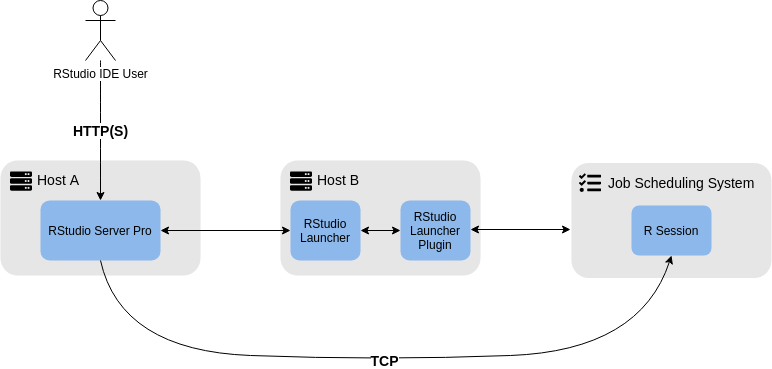 RStudio IDE User
HTTP(S)
Host A
RStudio Server Pro
Host B
RStudio
Launcher
RStudio
Launcher
Plugin
Job Scheduling System
R Session
TCP